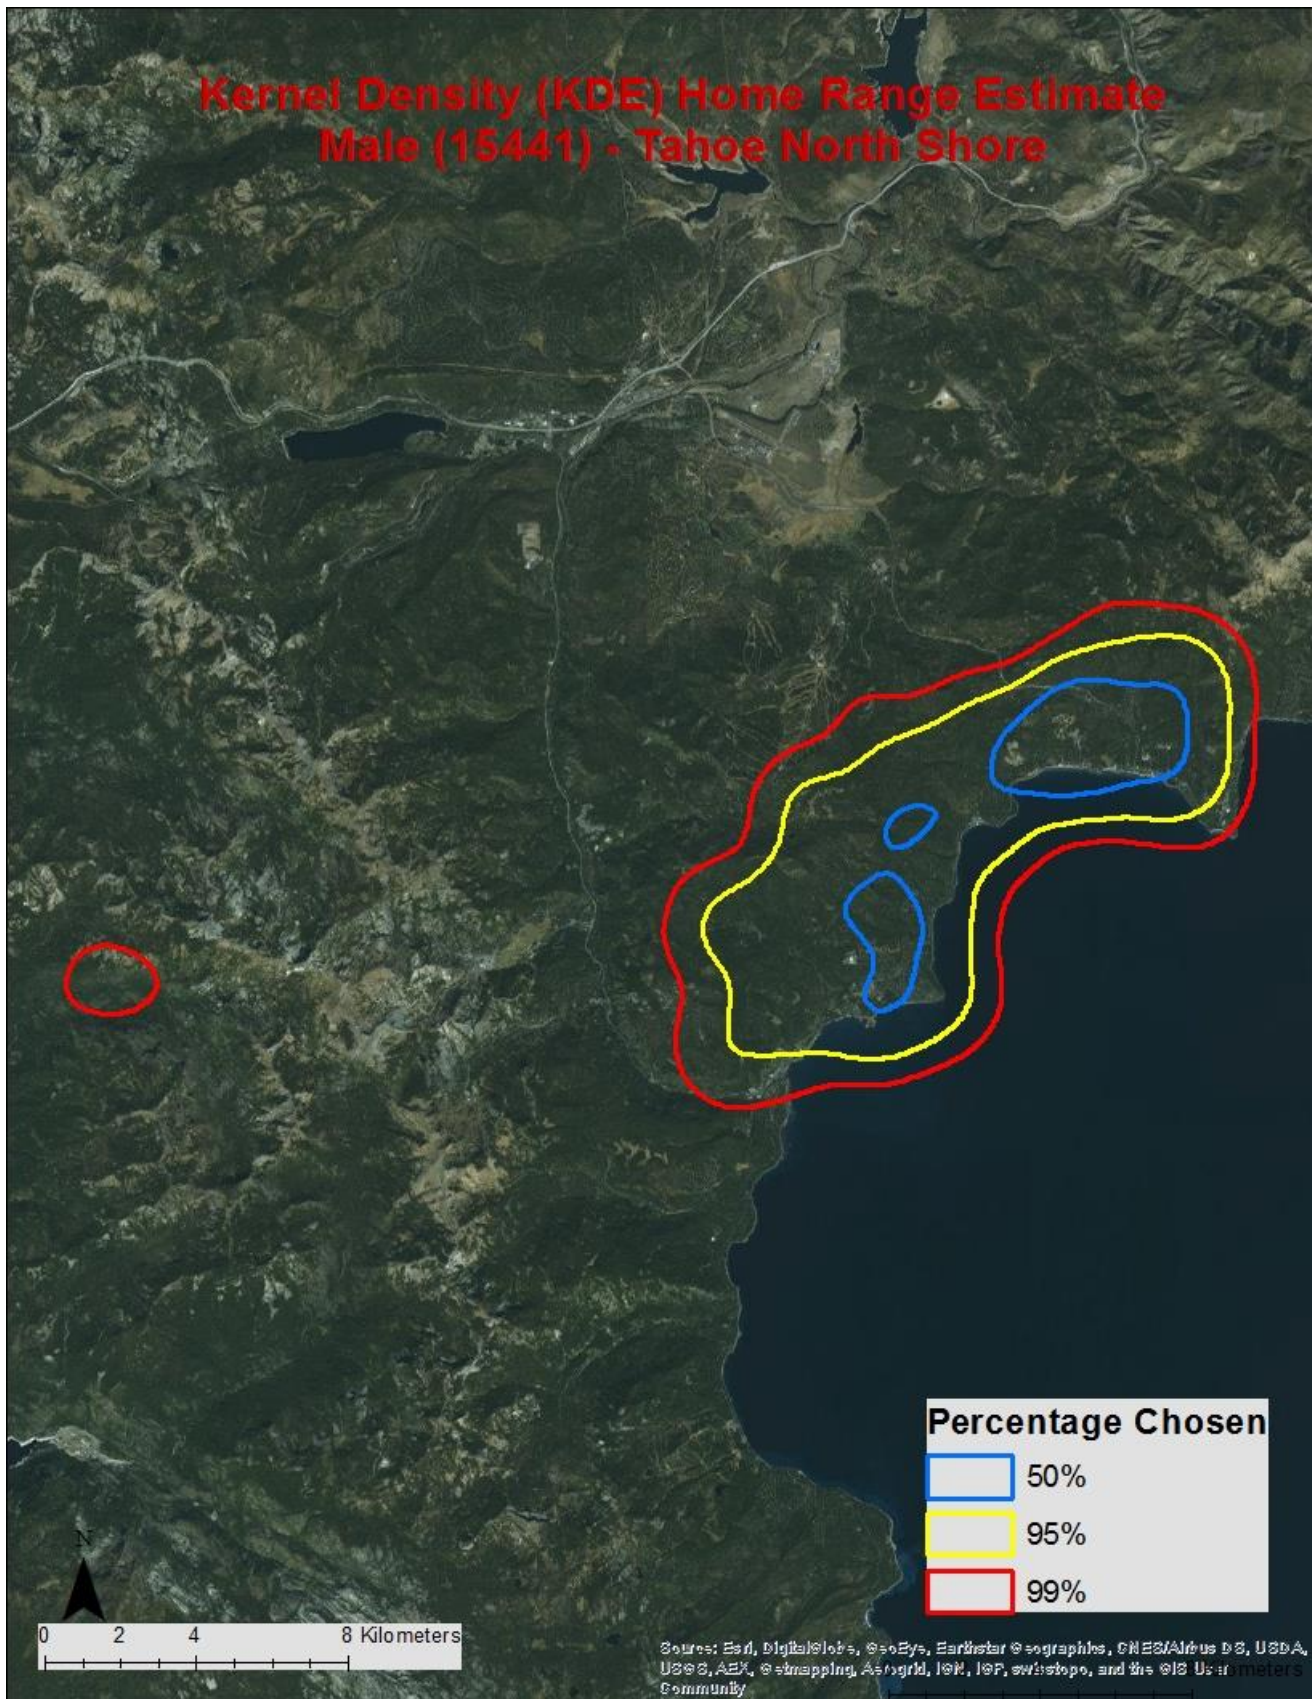 Kernel Density (KDE) Home Range Estimate
Male (15441) - Tahoe North Shore
Percentage Chosen
50%
95%
99%
N
0 2 4 8 Kilometers
Source: Esri, DigitalGlobe, GeoEye, Earthstar Geographics, CNES/Airbus DS, USDA,
USGS, AEX, Getmapping, Aerogrid, IGN, IGP, swisstopo, and the GIS User
Community